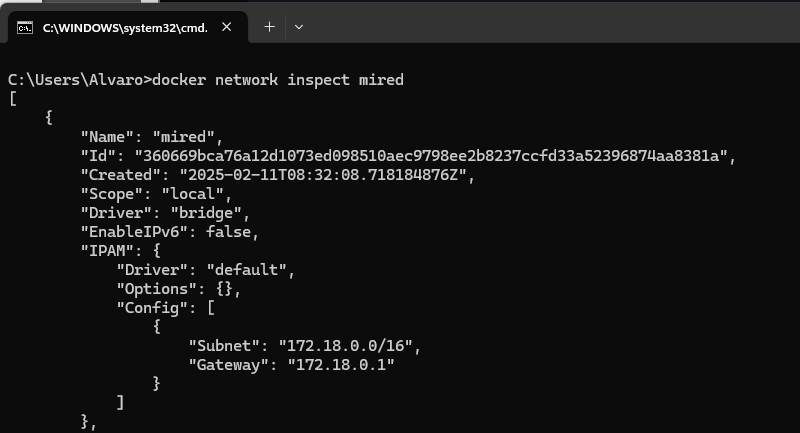 C:\WINDOWS\system32\cmd.
C:\Users\Alvaro>docker network inspect mired
[
    {
        "Name": "mired",
        "Id": "360669bca76a12d1073ed098510aec9798ee2b8237ccfd33a52396874aa8381a",
        "Created": "2025-02-11T08:32:08.718184876Z",
        "Scope": "local",
        "Driver": "bridge",
        "EnableIPv6": false,
        "IPAM": {
            "Driver": "default",
            "Options": {},
            "Config": [
                {
                    "Subnet": "172.18.0.0/16",
                    "Gateway": "172.18.0.1"
                }
            ]
        },